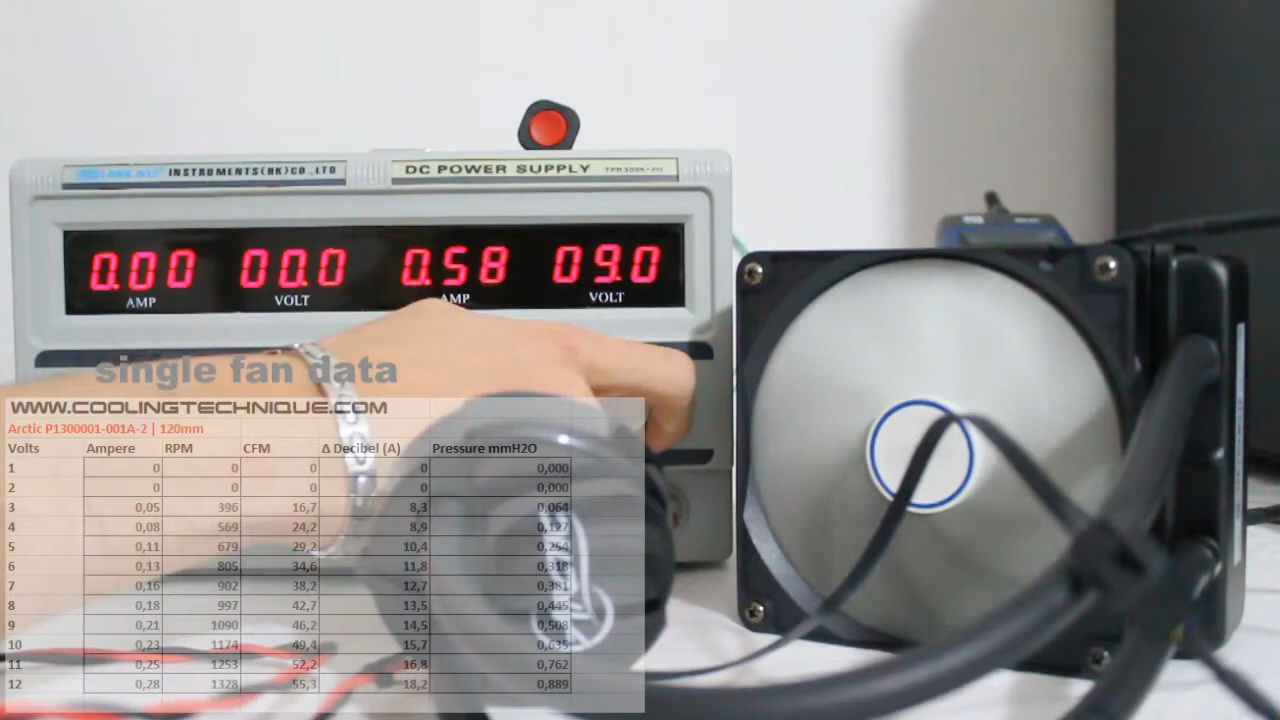 INSTRUMENTS(HK)CO.,LTD
DC POWER SUPPLY
0.00 00.0 0.58 09.0
AMP VOLT AMP VOLT
single fan data
WWW.COOLINGTECHNIQUE.COM
Arctic P1300001-001A-2 | 120mm
Volts Ampere RPM CFM Δ Decibel (A) Pressure mmH2O
1 0 0 0 0 0,000
2 0 0 0 0 0,000
3 0,05 396 16,7 8,3 0,064
4 0,08 569 24,2 8,9 0,127
5 0,11 679 29,2 10,4 0,254
6 0,13 805 34,6 11,8 0,318
7 0,16 902 38,2 12,7 0,381
8 0,18 997 42,7 13,5 0,445
9 0,21 1090 46,2 14,5 0,508
10 0,23 1174 49,4 15,7 0,635
11 0,25 1253 52,2 16,8 0,762
12 0,28 1328 55,3 18,2 0,889